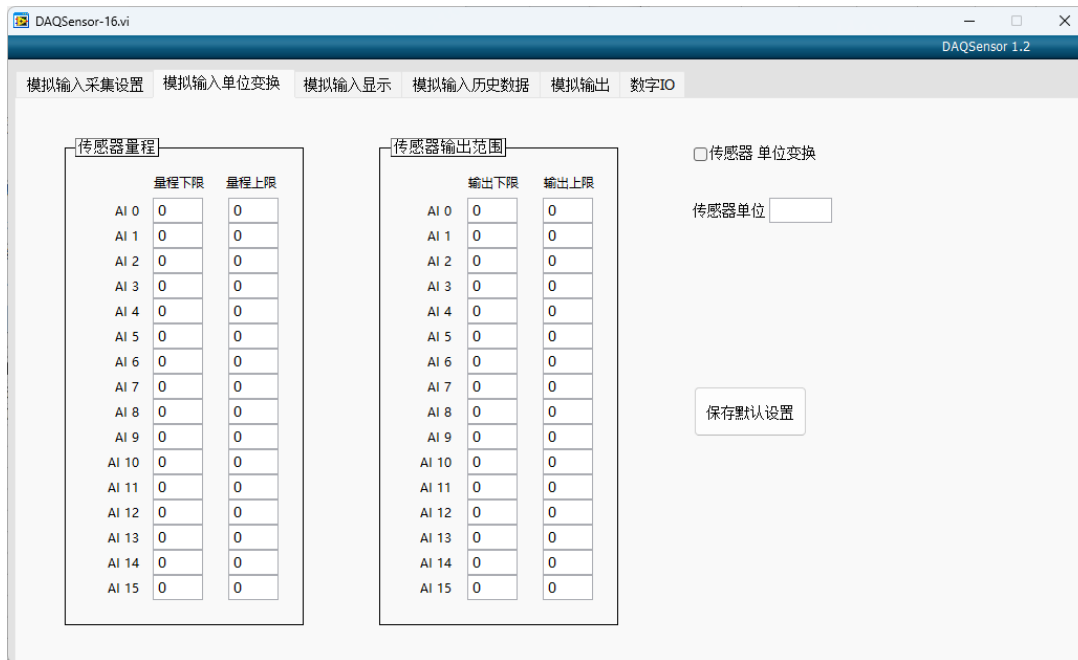 DAQSensor-16.vi
DAQSensor 1.2
模拟输入采集设置 模拟输入单位变换 模拟输入显示 模拟输入历史数据 模拟输出 数字IO
传感器量程
量程下限 量程上限
AI 0 0 0
AI 1 0 0
AI 2 0 0
AI 3 0 0
AI 4 0 0
AI 5 0 0
AI 6 0 0
AI 7 0 0
AI 8 0 0
AI 9 0 0
AI 10 0 0
AI 11 0 0
AI 12 0 0
AI 13 0 0
AI 14 0 0
AI 15 0 0
传感器输出范围
输出下限 输出上限
AI 0 0 0
AI 1 0 0
AI 2 0 0
AI 3 0 0
AI 4 0 0
AI 5 0 0
AI 6 0 0
AI 7 0 0
AI 8 0 0
AI 9 0 0
AI 10 0 0
AI 11 0 0
AI 12 0 0
AI 13 0 0
AI 14 0 0
AI 15 0 0
传感器 单位变换
传感器单位
保存默认设置